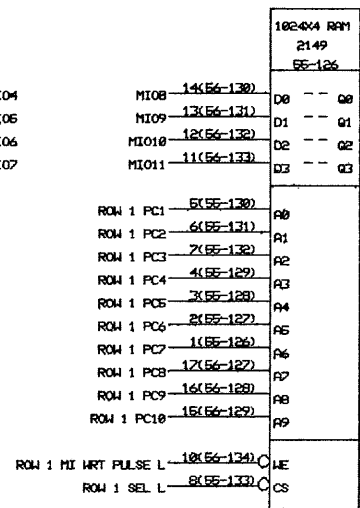 1024X4 RAM
2149
55-126
IO4 MIO8 14(56-130) D0 -- Q0
IO5 MIO9 13(56-131) D1 -- Q1
IO6 MIO10 12(56-132) D2 -- Q2
IO7 MIO11 11(56-133) D3 -- Q3
ROW 1 PC1 5(55-130) A0
ROW 1 PC2 6(55-131) A1
ROW 1 PC3 7(55-132) A2
ROW 1 PC4 4(55-129) A3
ROW 1 PC5 3(55-128) A4
ROW 1 PC6 2(55-127) A5
ROW 1 PC7 1(55-126) A6
ROW 1 PC8 17(56-127) A7
ROW 1 PC9 16(56-128) A8
ROW 1 PC10 15(56-129) A9
ROW 1 MI WRT PULSE L 10(56-134) WE
ROW 1 SEL L 8(55-133) CS